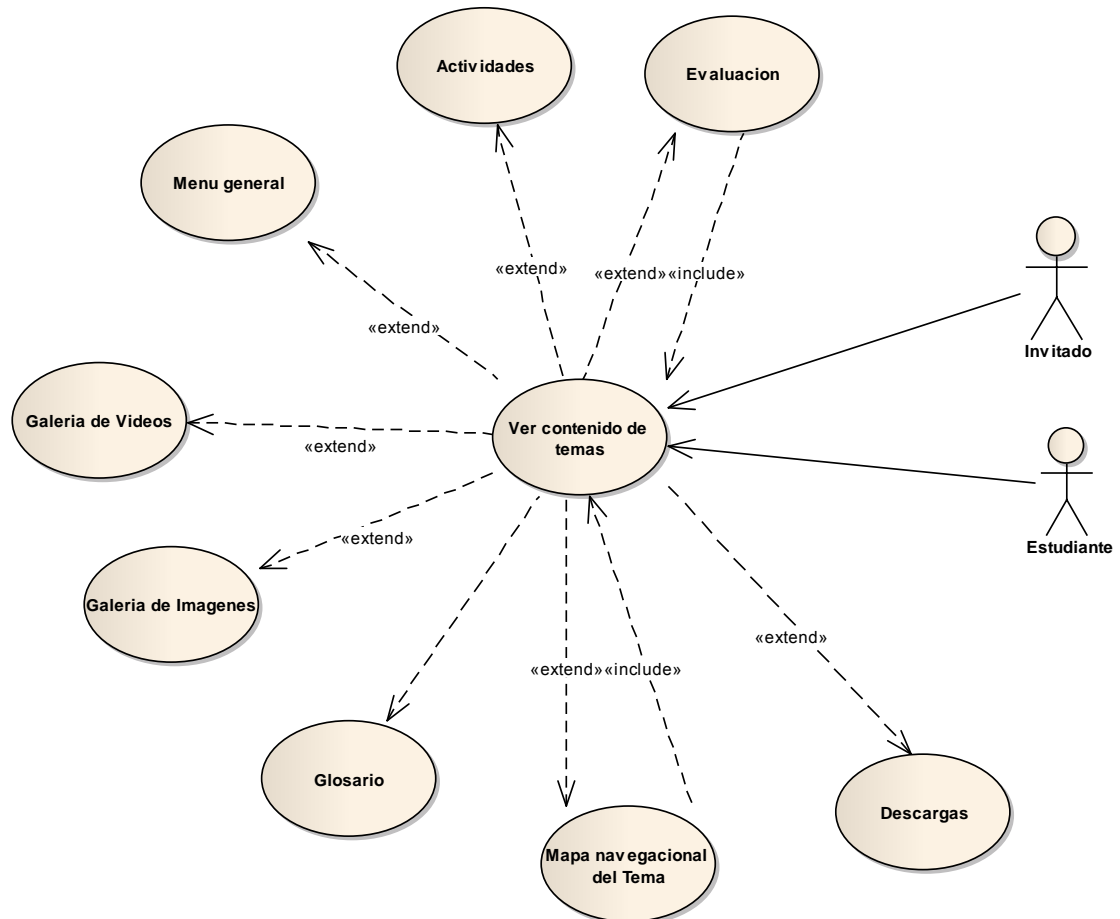 Actividades
Evaluacion
Menu general
«extend»
«extend»«include»
«extend»
Invitado
Galeria de Videos
«extend»
Ver contenido de
temas
«extend»
Estudiante
Galeria de Imagenes
«extend»
«extend»«include»
Glosario
Descargas
Mapa navegacional
del Tema